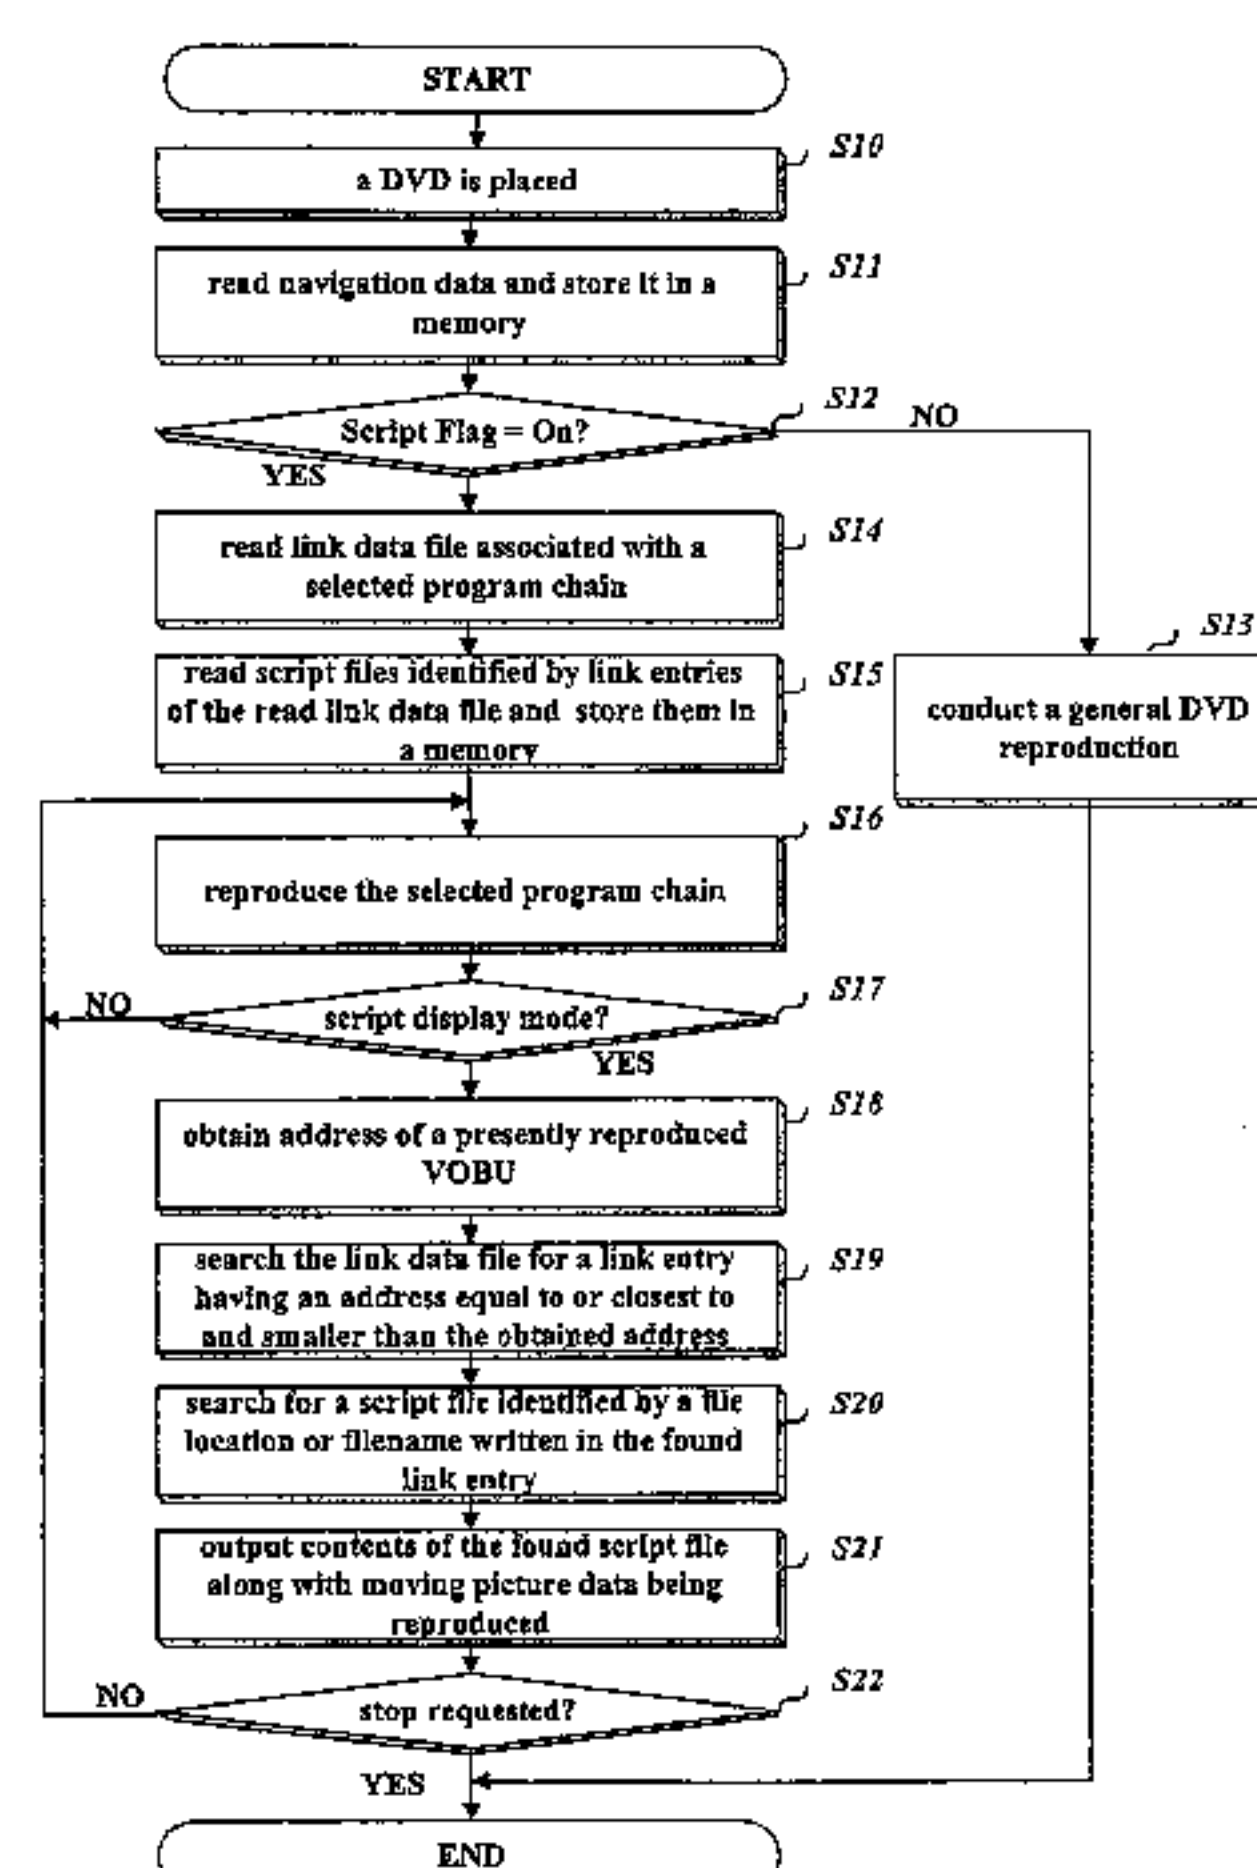 START
S10
a DVD is placed
S11
read navigation data and store it in a
memory
S12
Script Flag = On?
NO
YES
S14
read link data file associated with a
selected program chain
S13
conduct a general DVD
reproduction
S15
read script files identified by link entries
of the read link data file and store them in
a memory
S16
reproduce the selected program chain
S17
script display mode?
NO
YES
S18
obtain address of a presently reproduced
VOBU
S19
search the link data file for a link entry
having an address equal to or closest to
and smaller than the obtained address
S20
search for a script file identified by a file
location or filename written in the found
link entry
S21
output contents of the found script file
along with moving picture data being
reproduced
S22
stop requested?
NO
YES
END